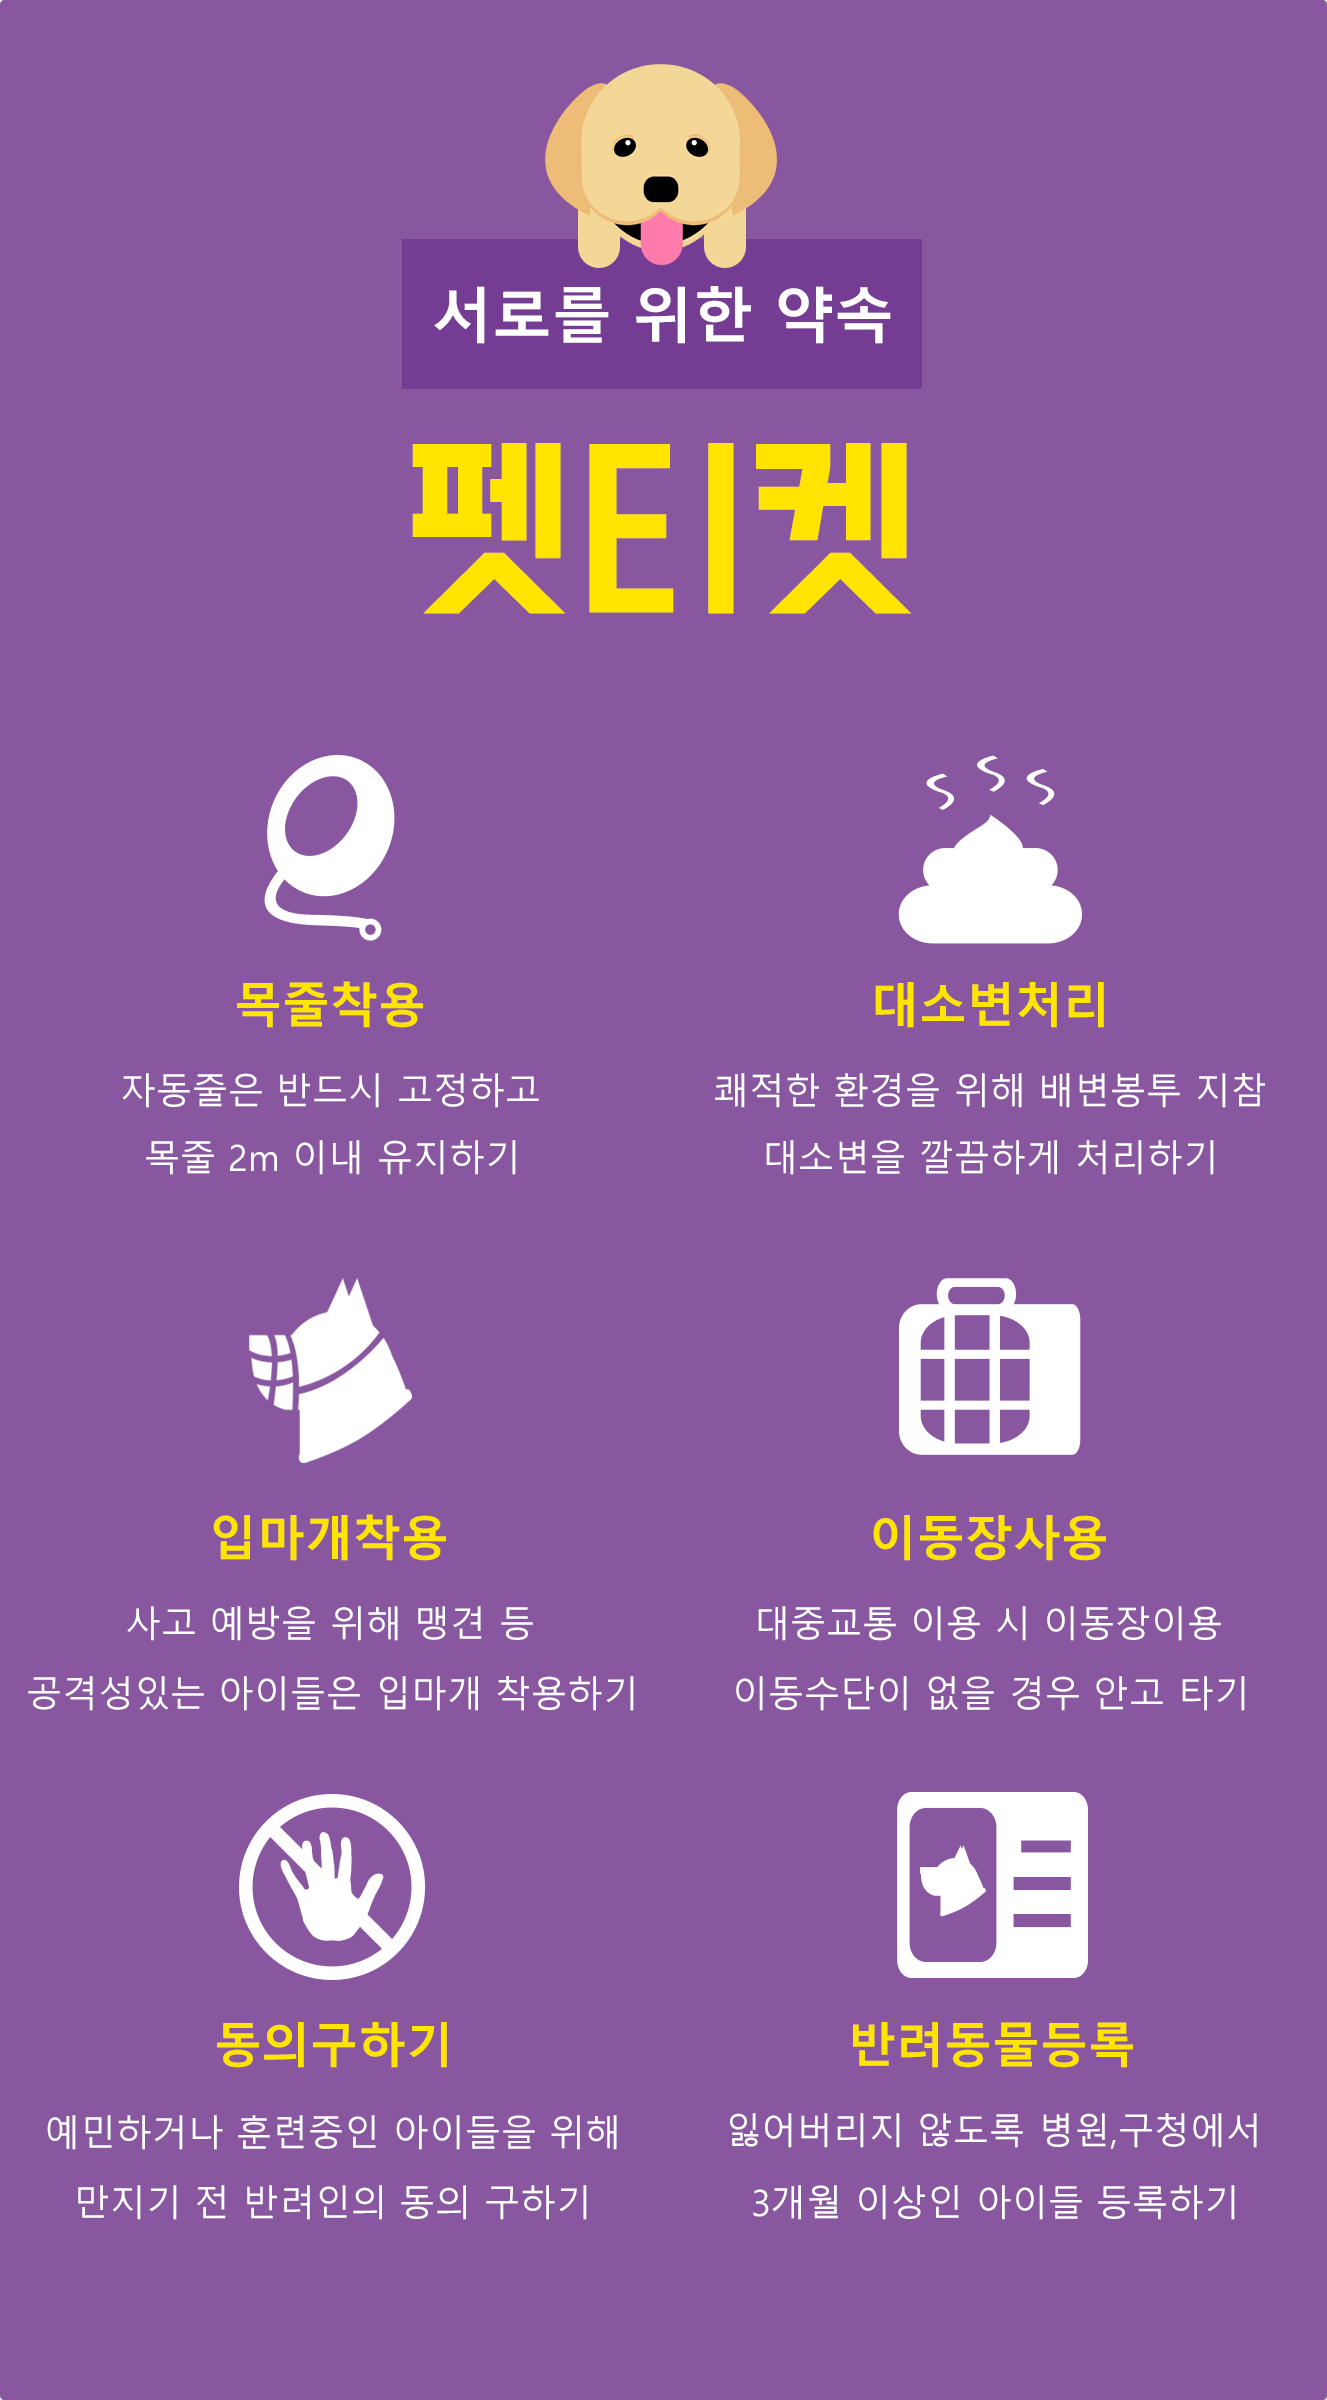 서로를 위한 약속
펫티켓
목줄착용
자동줄은 반드시 고정하고
목줄 2m 이내 유지하기
대소변처리
쾌적한 환경을 위해 배변봉투 지참
대소변을 깔끔하게 처리하기
입마개착용
사고 예방을 위해 맹견 등
공격성있는 아이들은 입마개 착용하기
이동장사용
대중교통 이용 시 이동장이용
이동수단이 없을 경우 안고 타기
동의구하기
예민하거나 훈련중인 아이들을 위해
만지기 전 반려인의 동의 구하기
반려동물등록
잃어버리지 않도록 병원,구청에서
3개월 이상인 아이들 등록하기